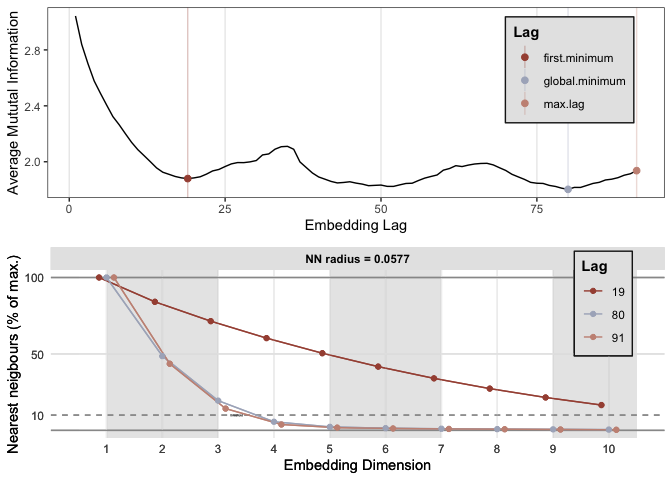 Average Mututal Information
2.8
2.4
2.0
Lag
first.minimum
global.minimum
max.lag
0 25 50 75
Embedding Lag
NN radius = 0.0577
Nearest neigbours (% of max.)
100
50
10
Lag
19
80
91
1 2 3 4 5 6 7 8 9 10
Embedding Dimension